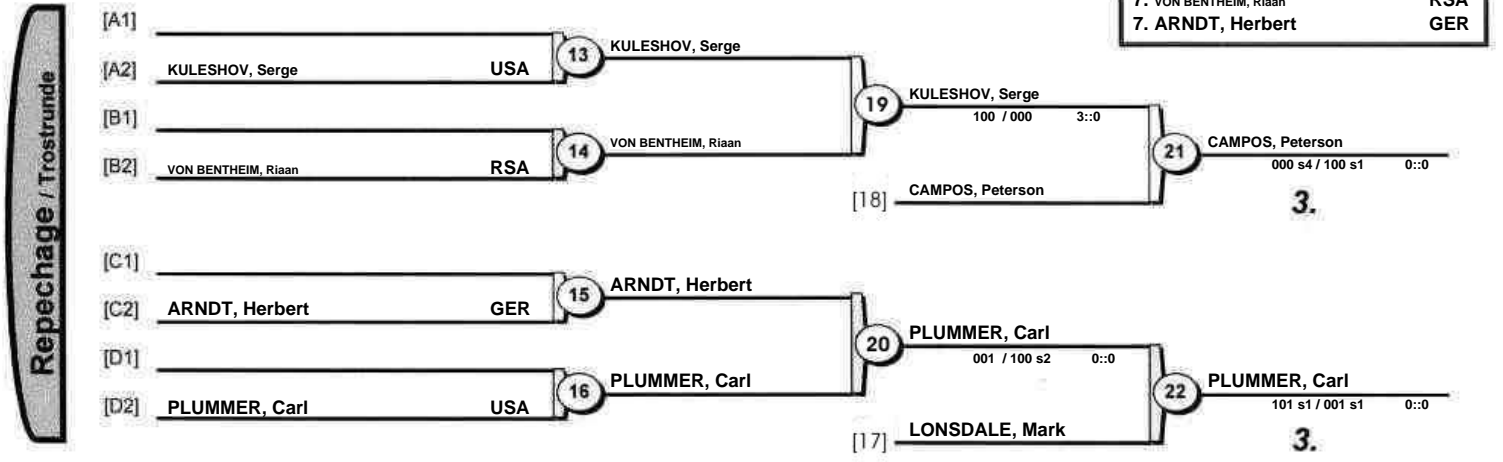 7. VON BENTHEIM, Riaan RSA
7. ARNDT, Herbert GER
Repechage / Trostrunde
[A1]
[A2] KULESHOV, Serge USA
13 KULESHOV, Serge
[B1]
[B2] VON BENTHEIM, Riaan RSA
14 VON BENTHEIM, Riaan
19 KULESHOV, Serge
100 / 000 3::0
[18] CAMPOS, Peterson
21 CAMPOS, Peterson
000 s4 / 100 s1 0::0
3.
[C1]
[C2] ARNDT, Herbert GER
15 ARNDT, Herbert
[D1]
[D2] PLUMMER, Carl USA
16 PLUMMER, Carl
20 PLUMMER, Carl
001 / 100 s2 0::0
[17] LONSDALE, Mark
22 PLUMMER, Carl
101 s1 / 001 s1 0::0
3.